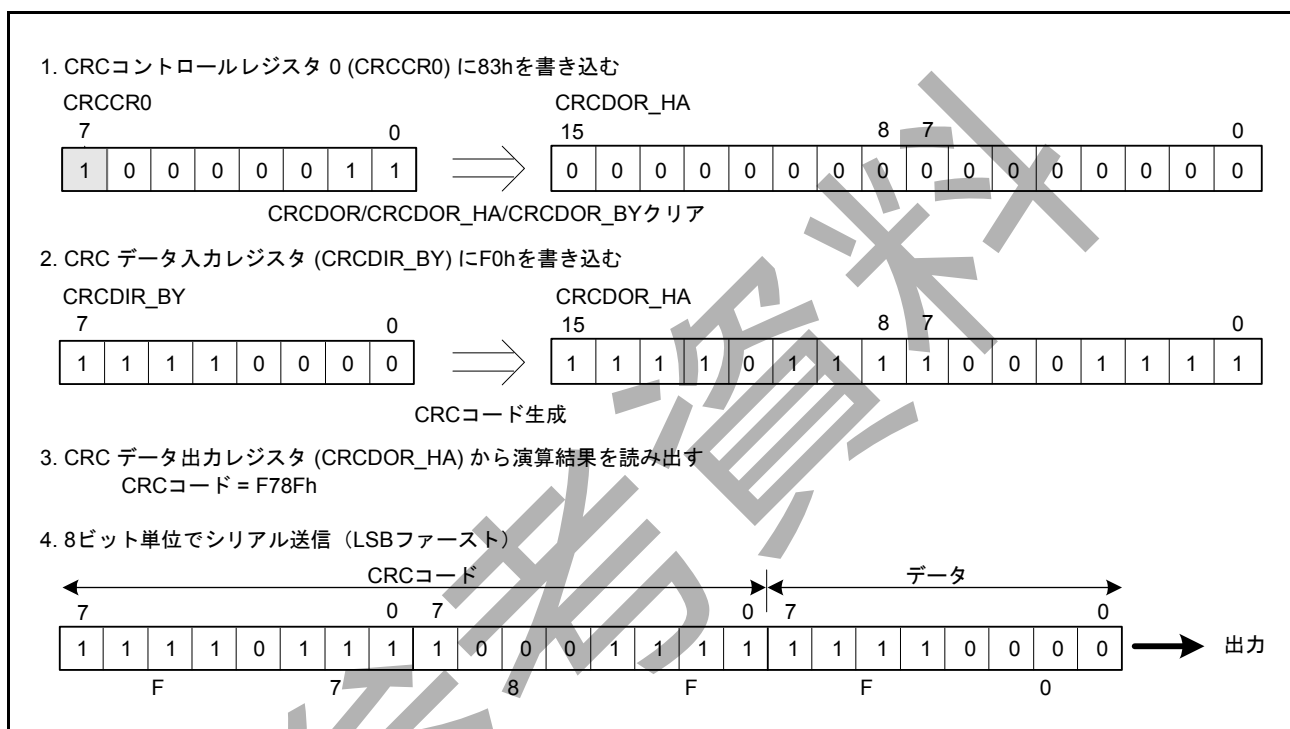 1. CRCコントロールレジスタ 0 (CRCCR0) に83hを書き込む
CRCCR0 CRCDOR_HA
7 0 15 8 7 0
1 0 0 0 0 0 1 1 0 0 0 0 0 0 0 0 0 0 0 0 0 0 0 0
CRCDOR/CRCDOR_HA/CRCDOR_BYクリア
2. CRC データ入力レジスタ (CRCDIR_BY) にF0hを書き込む
CRCDIR_BY CRCDOR_HA
7 0 15 8 7 0
1 1 1 1 0 0 0 0 1 1 1 1 0 1 1 1 1 0 0 0 1 1 1 1
CRCコード生成
3. CRC データ出力レジスタ (CRCDOR_HA) から演算結果を読み出す
CRCコード = F78Fh
4. 8ビット単位でシリアル送信（LSBファースト）
CRCコード データ
7 0 7 0 7 0
1 1 1 1 0 1 1 1 1 0 0 0 1 1 1 1 1 1 1 1 0 0 0 0 出力
F 7 8 F F 0
考資料